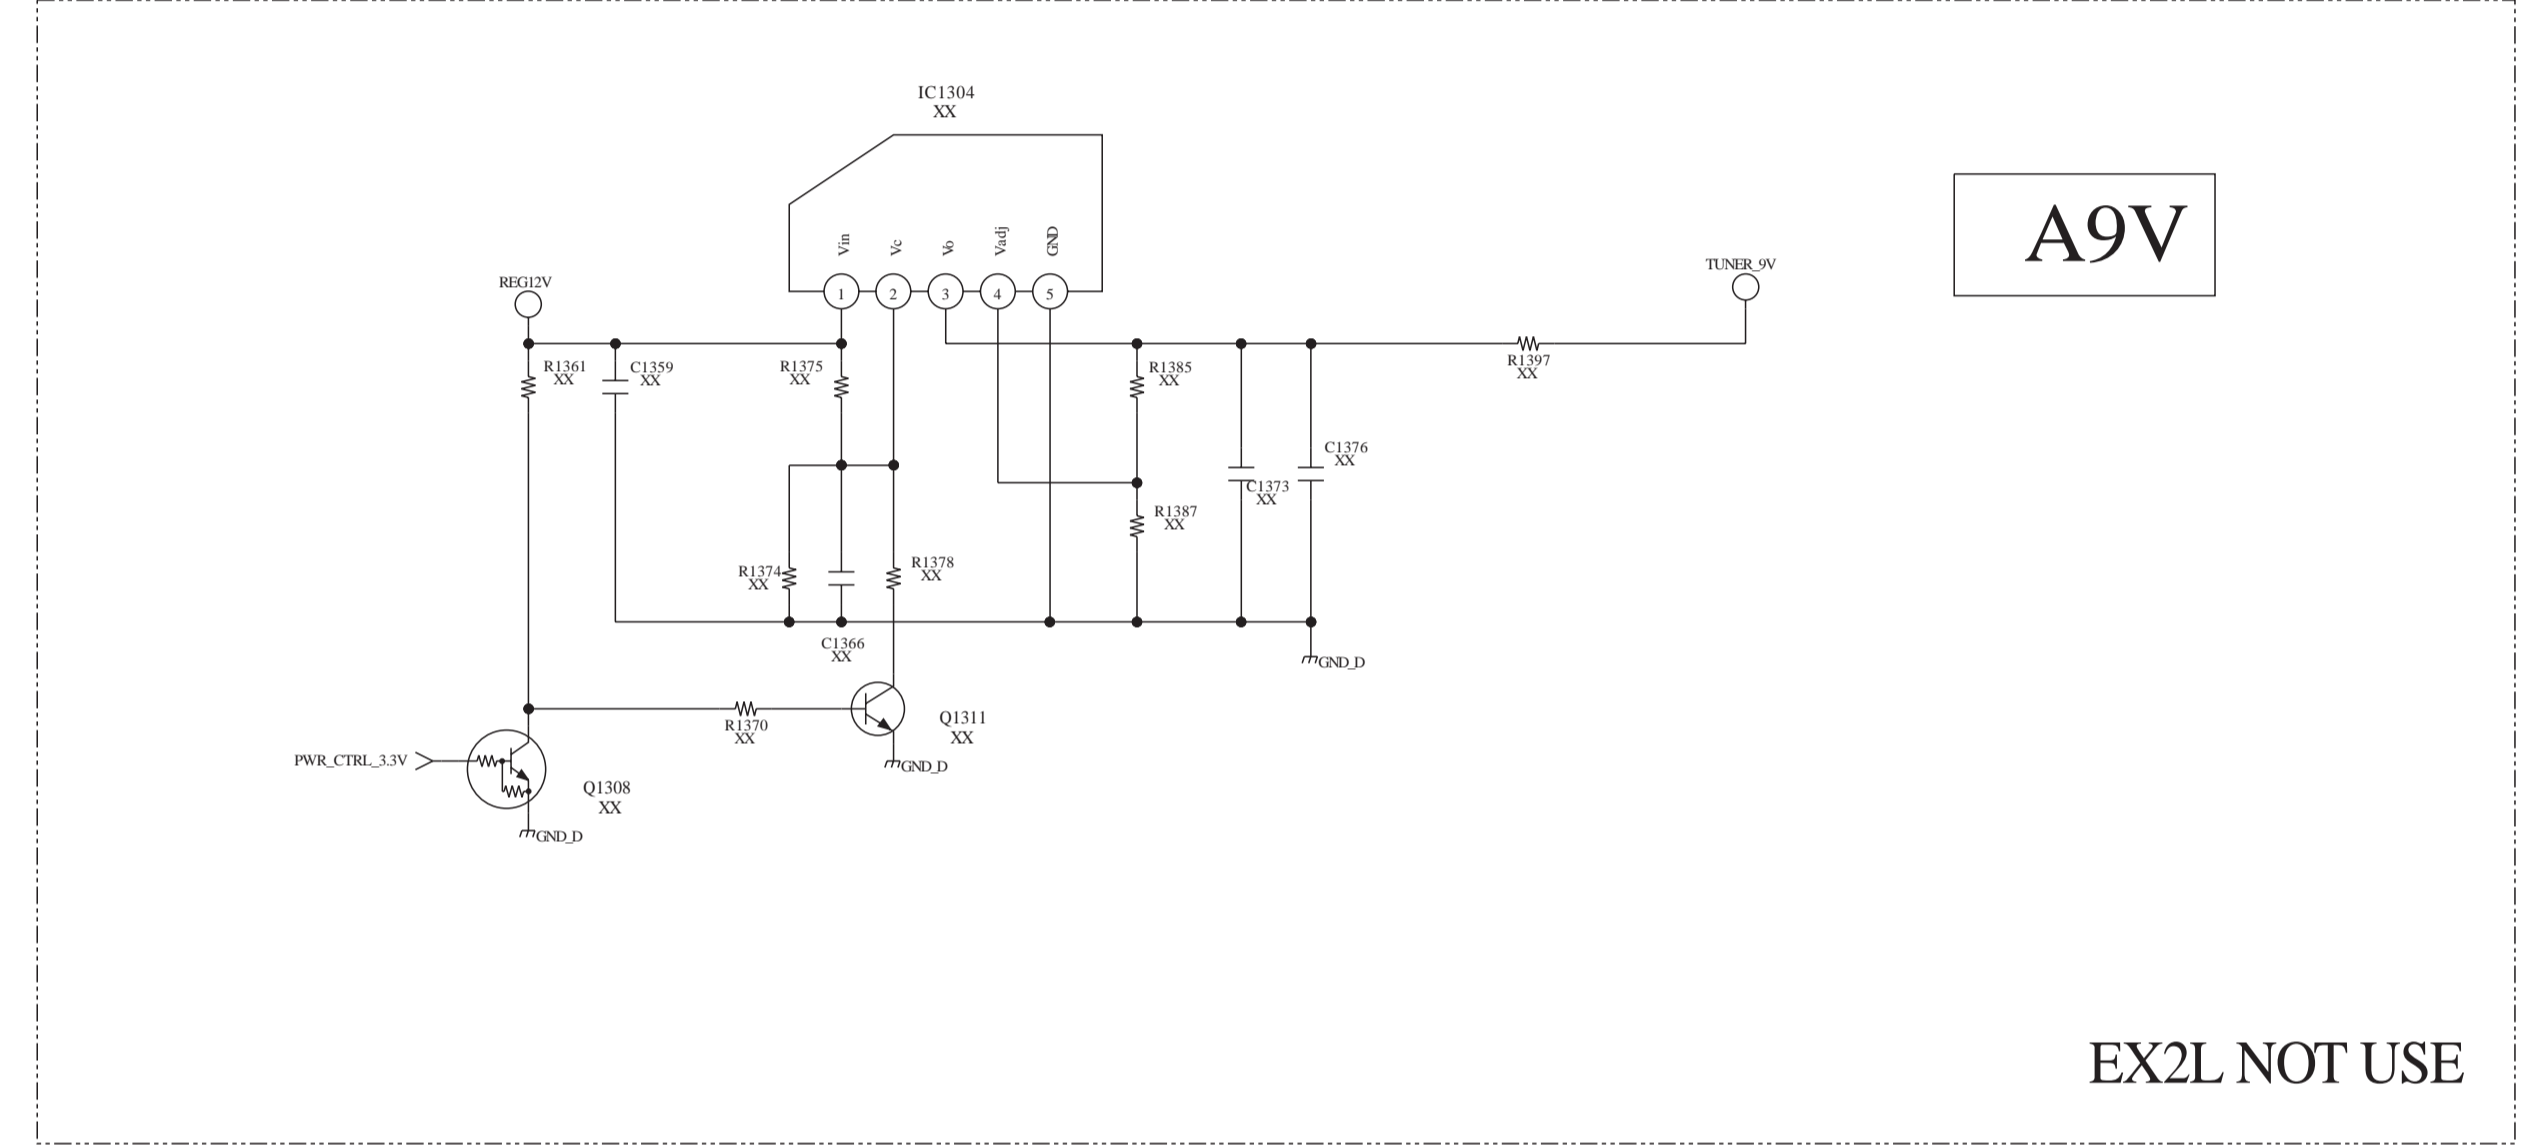 IC1304
XX
A9V
Vin
Vc
Vo
Vadj
GND
REG12V
TUNER_9V
1
2
3
4
5
R1361
XX
C1359
XX
R1375
XX
R1385
XX
R1397
XX
C1376
XX
C1373
XX
R1387
XX
R1374
XX
R1378
XX
C1366
XX
GND_D
R1370
XX
Q1311
XX
GND_D
PWR_CTRL_3.3V
Q1308
XX
GND_D
EX2L NOT USE